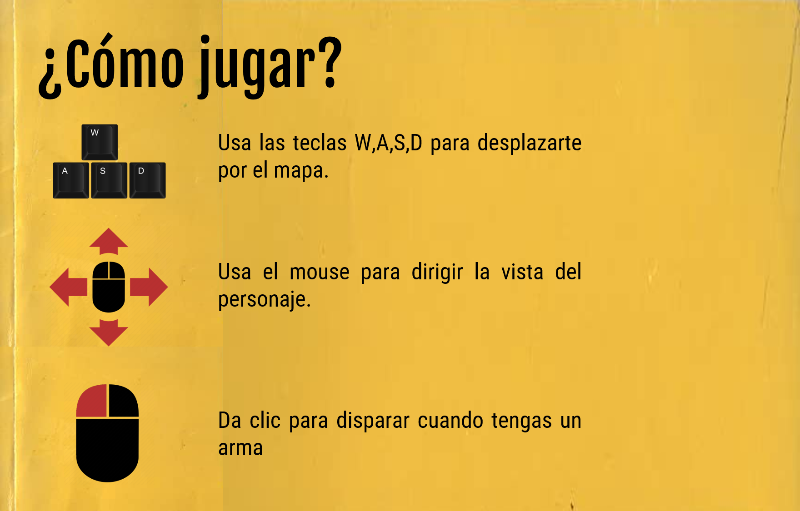 ¿Cómo jugar?
W
A S D
Usa las teclas W,A,S,D para desplazarte
por el mapa.
Usa el mouse para dirigir la vista del
personaje.
Da clic para disparar cuando tengas un
arma